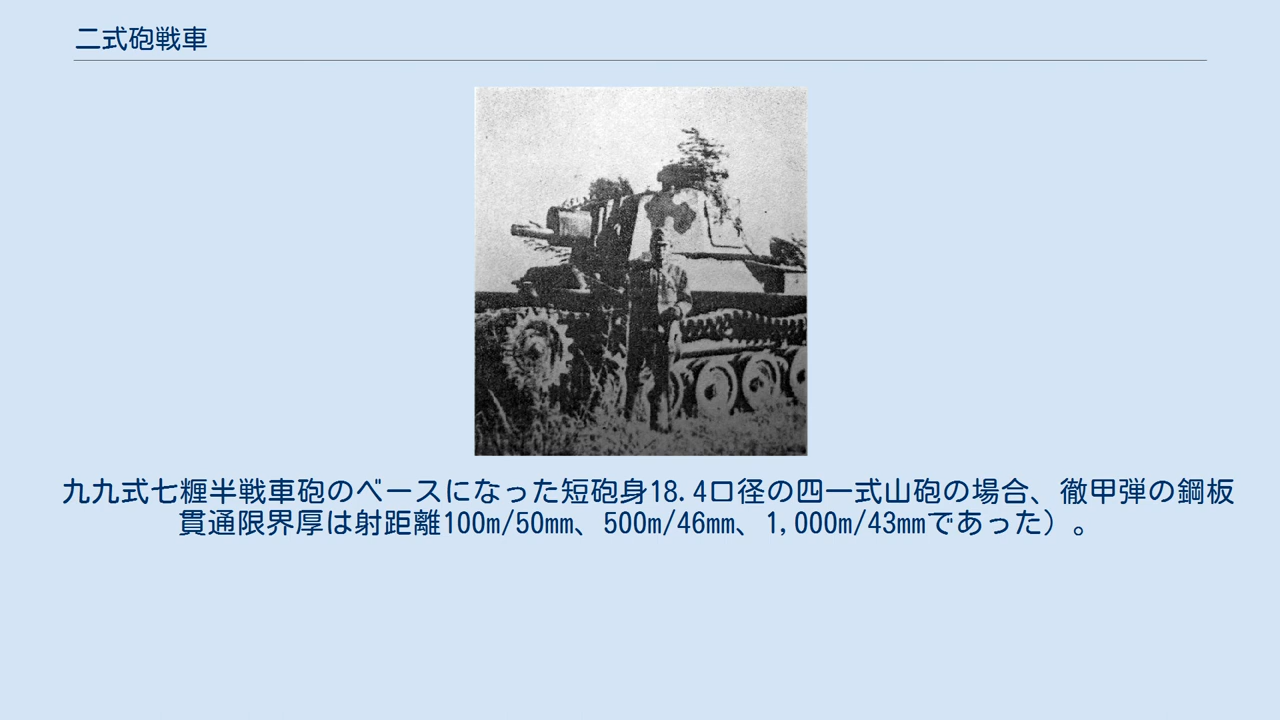 二式砲戦車
九九式七糎半戦車砲のベースになった短砲身18.4口径の四一式山砲の場合、徹甲弾の鋼板
貫通限界厚は射距離100m/50mm、500m/46mm、1,000m/43mmであった）。